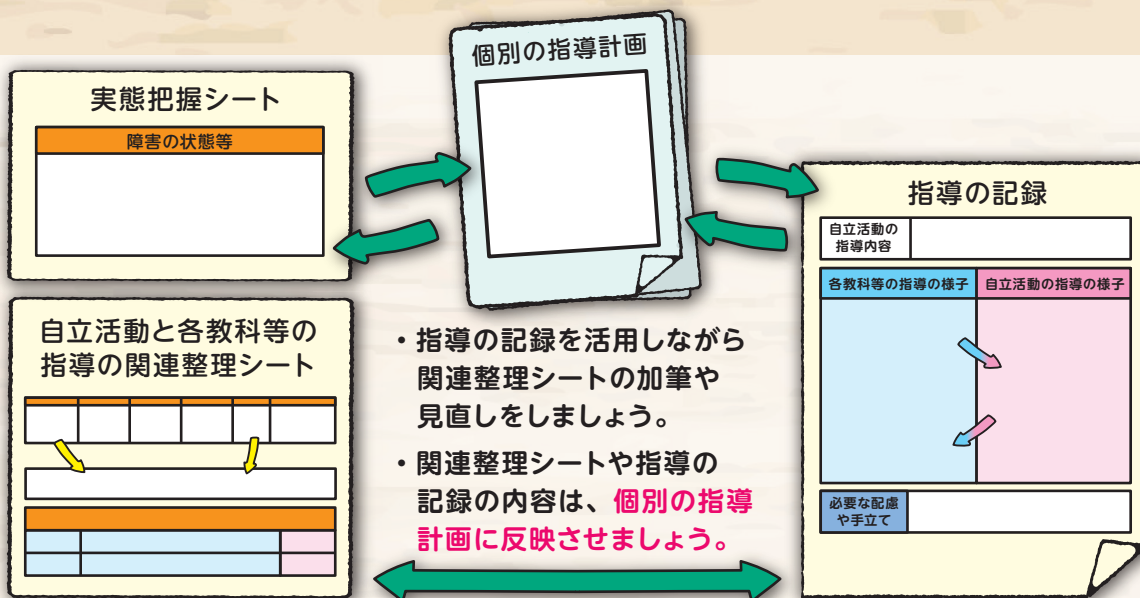 個別の指導計画
実態把握シート
障害の状態等
自立活動と各教科等の
指導の関連整理シート
・指導の記録を活用しながら
関連整理シートの加筆や
見直しをしましょう。
・関連整理シートや指導の
記録の内容は、個別の指導
計画に反映させましょう。
指導の記録
自立活動の
指導内容
各教科等の指導の様子
自立活動の指導の様子
必要な配慮
や手立て